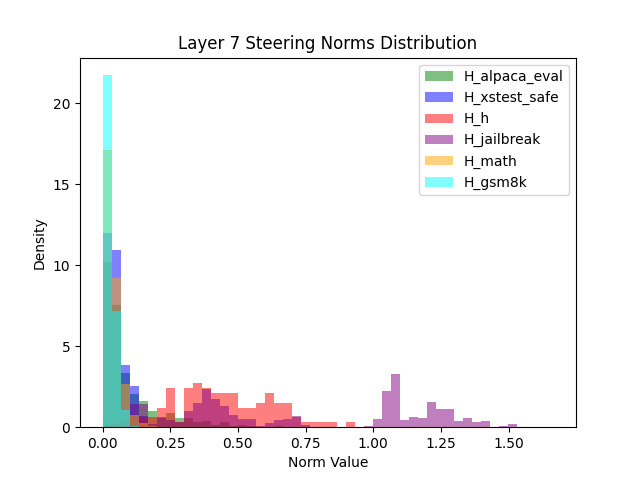 Layer 7 Steering Norms Distribution
H_alpaca_eval
H_xstest_safe
H_h
H_jailbreak
H_math
H_gsm8k
Density
20
15
10
5
0
0.00 0.25 0.50 0.75 1.00 1.25 1.50
Norm Value